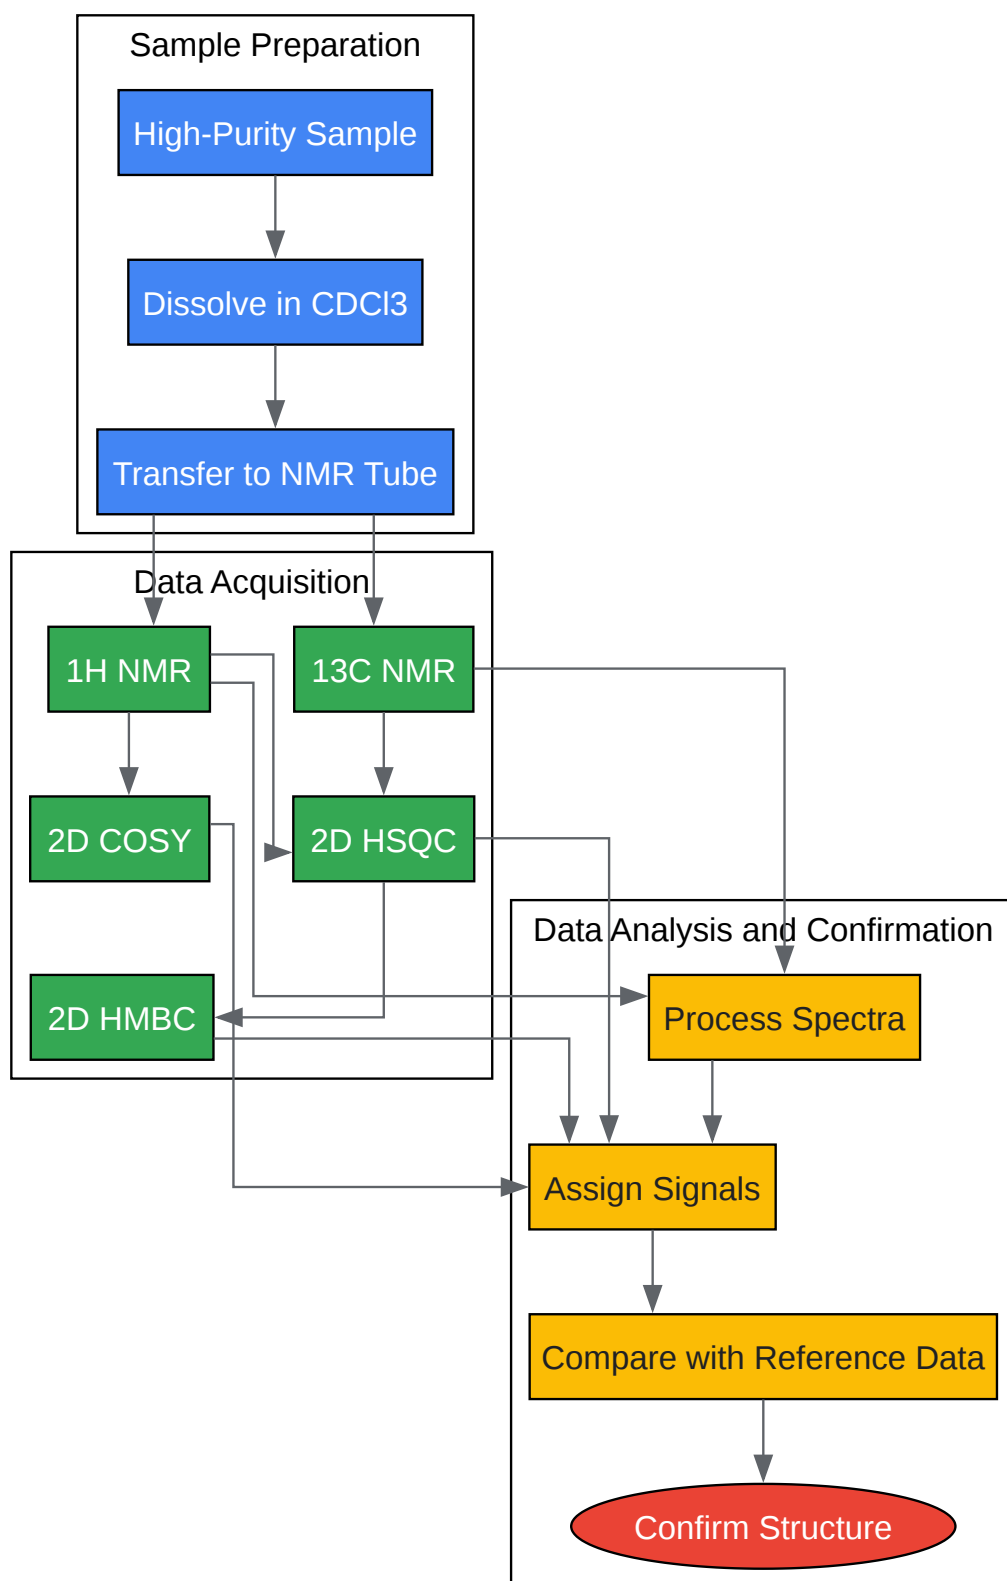 Sample Preparation
High-Purity Sample
Dissolve in CDCl3
Transfer to NMR Tube
Data Acquisition
1H NMR
13C NMR
2D COSY
2D HSQC
Data Analysis and Confirmation
2D HMBC
Process Spectra
Assign Signals
Compare with Reference Data
Confirm Structure